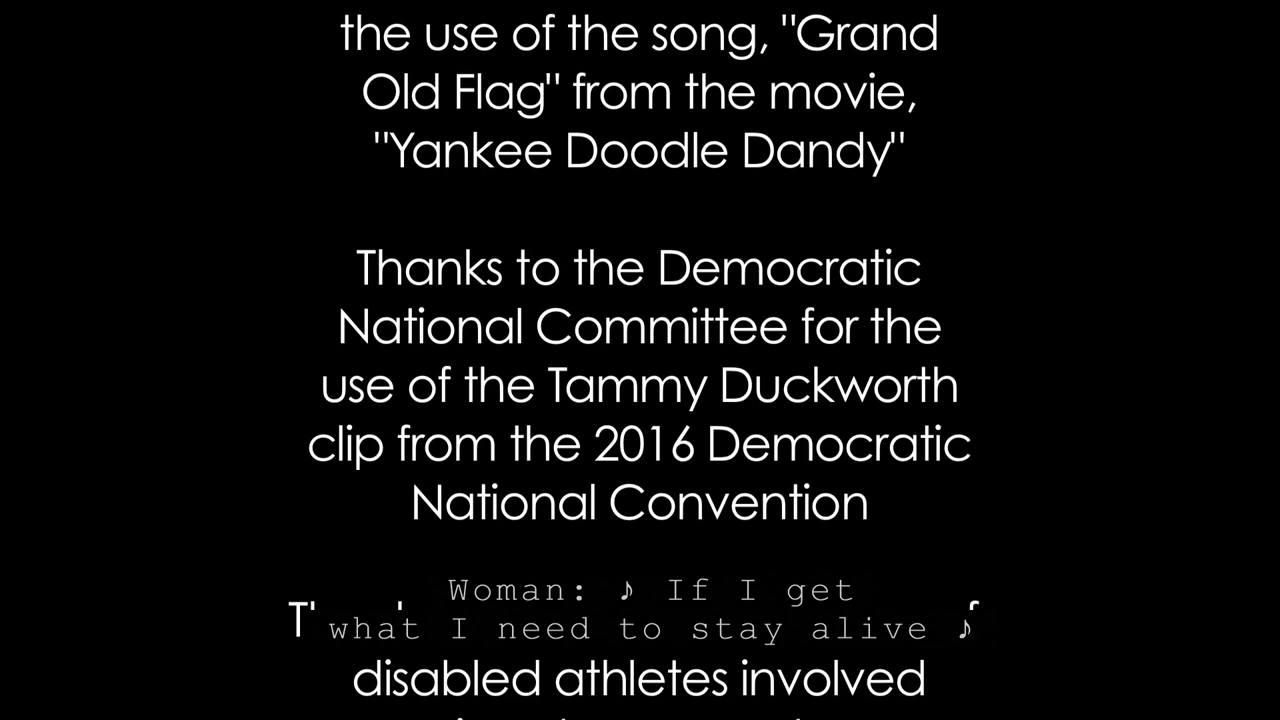 the use of the song, "Grand
Old Flag" from the movie,
"Yankee Doodle Dandy"
Thanks to the Democratic
National Committee for the
use of the Tammy Duckworth
clip from the 2016 Democratic
National Convention
Woman: ♪ If I get
what I need to stay alive ♪
disabled athletes involved